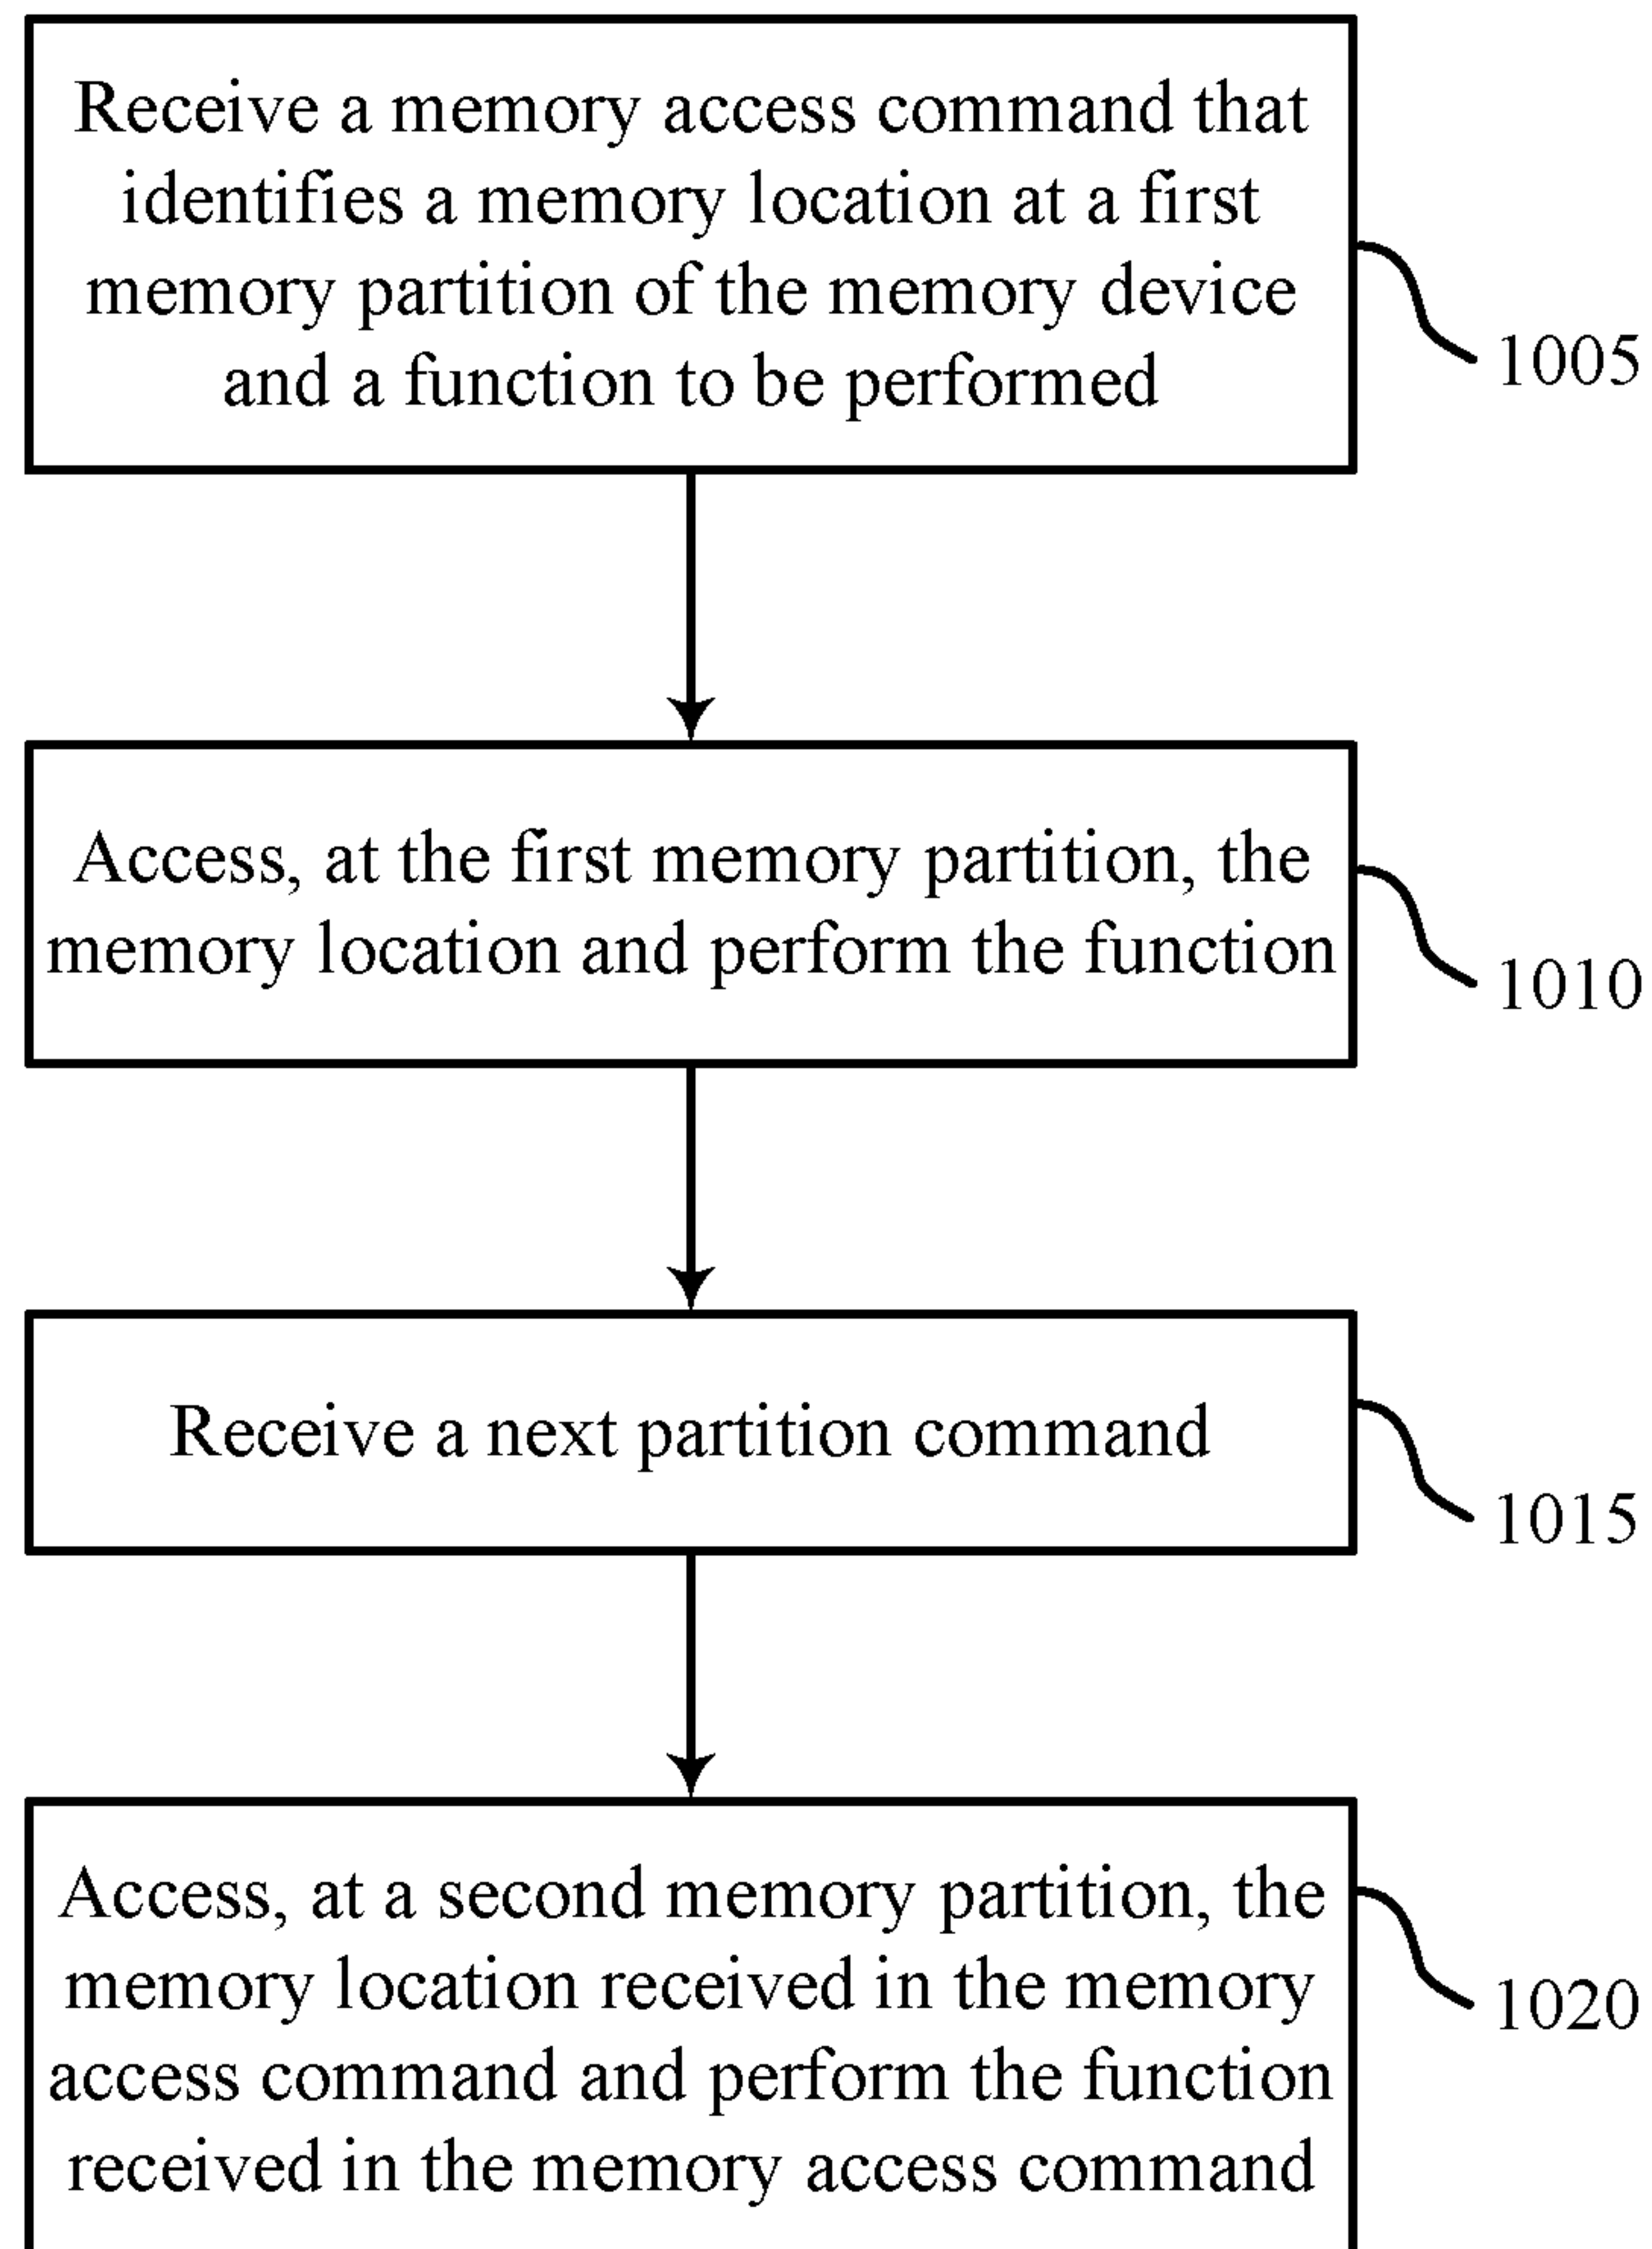 Receive a memory access command that
identifies a memory location at a first
memory partition of the memory device
and a function to be performed
1005
Access, at the first memory partition, the
memory location and perform the function
1010
Receive a next partition command
1015
Access, at a second memory partition, the
memory location received in the memory
access command and perform the function
received in the memory access command
1020